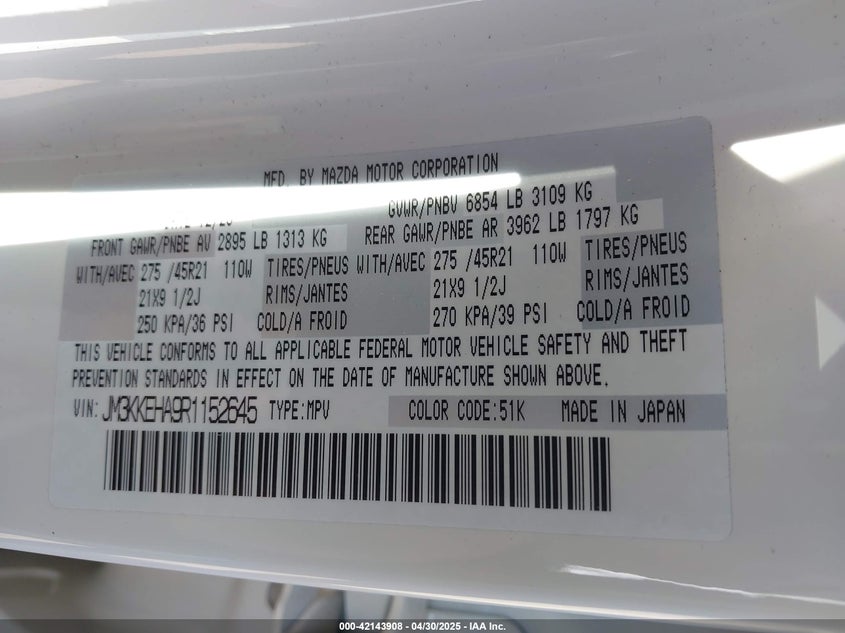 MFD. BY MAZDA MOTOR CORPORATION
GVWR/PNBV 6854 LB 3109 KG
FRONT GAWR/PNBE AV 2895 LB 1313 KG REAR GAWR/PNBE AR 3962 LB 1797 KG
WITH/AVEC 275 /45R21 110W TIRES/PNEUS WITH/AVEC 275 /45R21 110W TIRES/PNEUS
21X9 1/2J RIMS/JANTES 21X9 1/2J RIMS/JANTES
250 KPA/36 PSI COLD/A FROID 270 KPA/39 PSI COLD/A FROID
THIS VEHICLE CONFORMS TO ALL APPLICABLE FEDERAL MOTOR VEHICLE SAFETY AND THEFT
PREVENTION STANDARDS IN EFFECT ON THE DATE OF MANUFACTURE SHOWN ABOVE.
VIN: JM3KKEHA9R1152645 TYPE:MPV COLOR CODE:51K MADE IN JAPAN
000-42143908 - 04/30/2025 - IAA Inc.